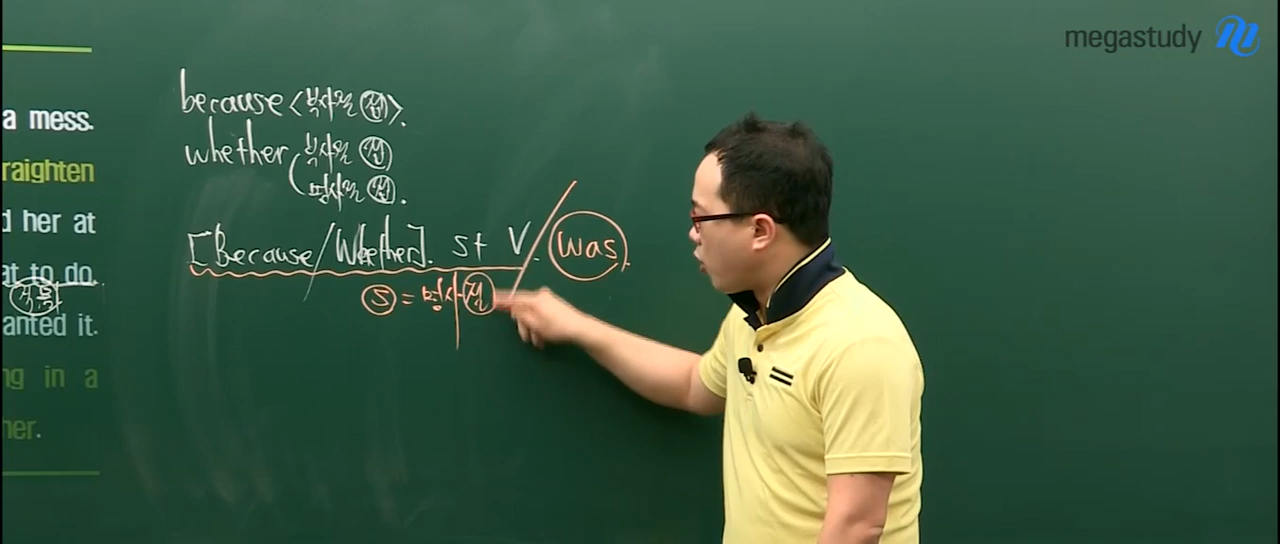 megastudy
a mess.
raighten
d her at
at to do.
anted it.
ng in a
her.
because < 부사절 접 >.
whether ( 부사절 접
명사절 접 .
[Because/Whether]. S+ V. / was.
S = 명사 절